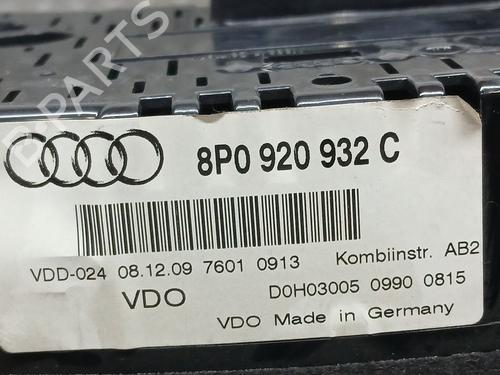 B-PARTS
8P0 920 932 C
VDD-024 08.12.09 7601 0913 Kombiinstr. AB2
VDO D0H03005 0990 0815
VDO Made in Germany